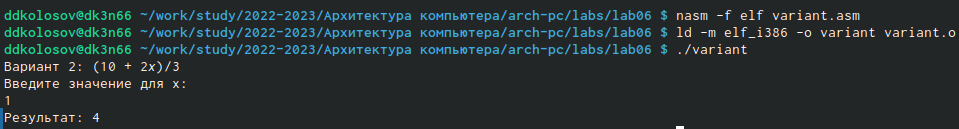 ddkolosov@dk3n66 ~/work/study/2022-2023/Архитектура компьютера/arch-pc/labs/lab06 $ nasm -f elf variant.asm
ddkolosov@dk3n66 ~/work/study/2022-2023/Архитектура компьютера/arch-pc/labs/lab06 $ ld -m elf_i386 -o variant variant.o
ddkolosov@dk3n66 ~/work/study/2022-2023/Архитектура компьютера/arch-pc/labs/lab06 $ ./variant
Вариант 2: (10 + 2x)/3
Введите значение для x:
1
Результат: 4